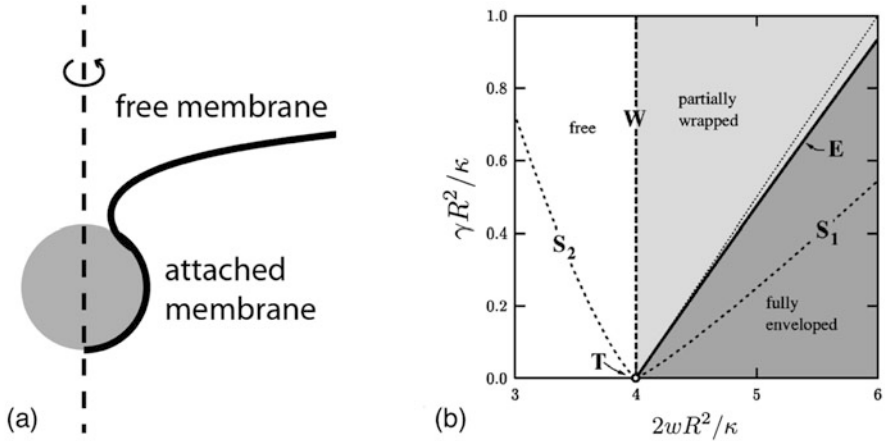 free membrane
attached
membrane
(a)
1.0
0.8
0.6
0.4
0.2
0.0
γR²/κ
free
W
partially
wrapped
E
S₂
S₁
T
fully
enveloped
3
4
5
6
2wR²/κ
(b)